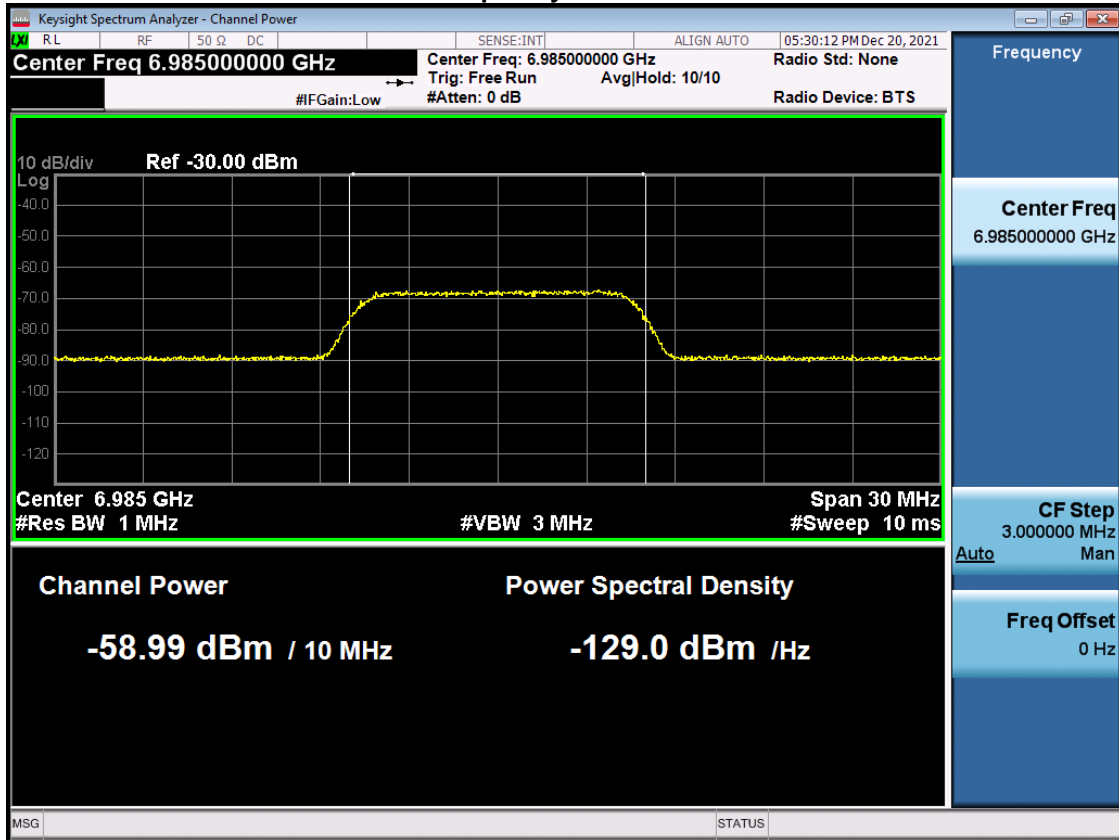 Keysight Spectrum Analyzer - Channel Power
LXI RL RF 50 Ω DC SENSE:INT ALIGN AUTO 05:30:12 PM Dec 20, 2021
Center Freq 6.985000000 GHz
Center Freq: 6.985000000 GHz
Radio Std: None
Trig: Free Run Avg|Hold: 10/10
#IFGain:Low
#Atten: 0 dB
Radio Device: BTS
10 dB/div Ref -30.00 dBm
Log
-40.0
-50.0
-60.0
-70.0
-80.0
-90.0
-100
-110
-120
Center 6.985 GHz Span 30 MHz
#Res BW 1 MHz #VBW 3 MHz #Sweep 10 ms
Channel Power Power Spectral Density
-58.99 dBm / 10 MHz -129.0 dBm /Hz
Frequency
Center Freq
6.985000000 GHz
CF Step
3.000000 MHz
Auto Man
Freq Offset
0 Hz
MSG STATUS